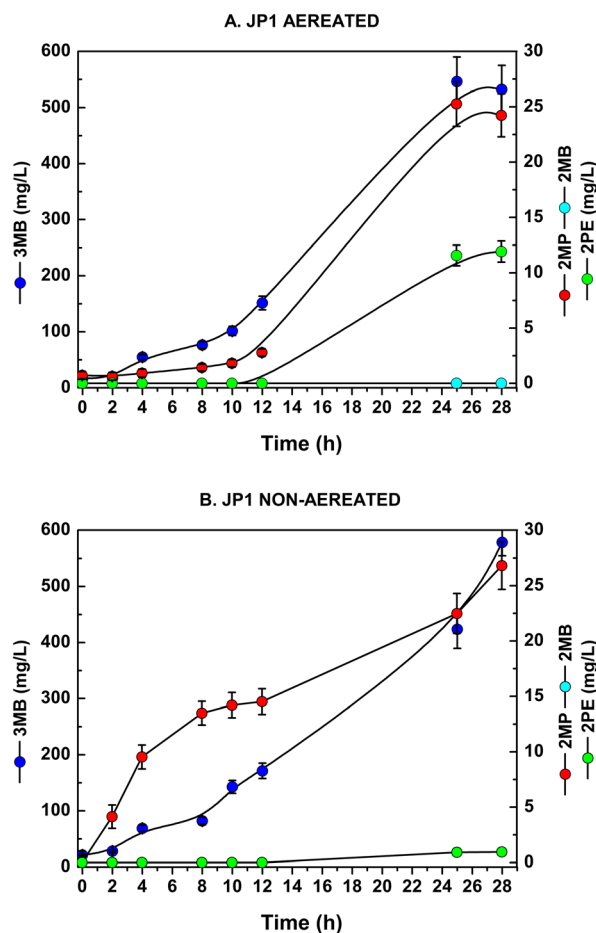 A. JP1 AEREATED
600
500
400
300
200
100
0
30
25
20
15
10
5
0
0 2 4 6 8 10 12 14 16 18 20 22 24 26 28
Time (h)
3MB (mg/L)
2MP
2MB
2PE (mg/L)
B. JP1 NON-AEREATED
600
500
400
300
200
100
0
30
25
20
15
10
5
0
0 2 4 6 8 10 12 14 16 18 20 22 24 26 28
Time (h)
3MB (mg/L)
2MP
2MB
2PE (mg/L)